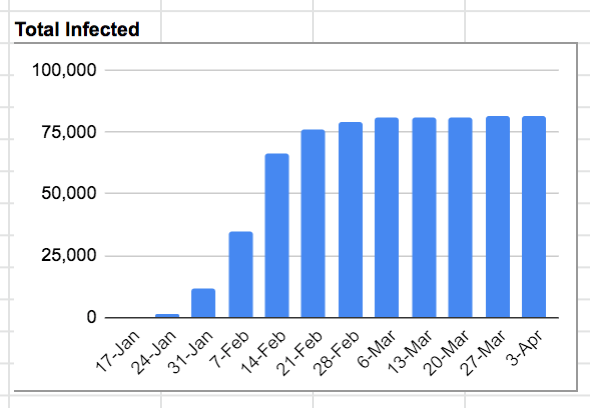 Total Infected
100,000
75,000
50,000
25,000
0
17-Jan
24-Jan
31-Jan
7-Feb
14-Feb
21-Feb
28-Feb
6-Mar
13-Mar
20-Mar
27-Mar
3-Apr